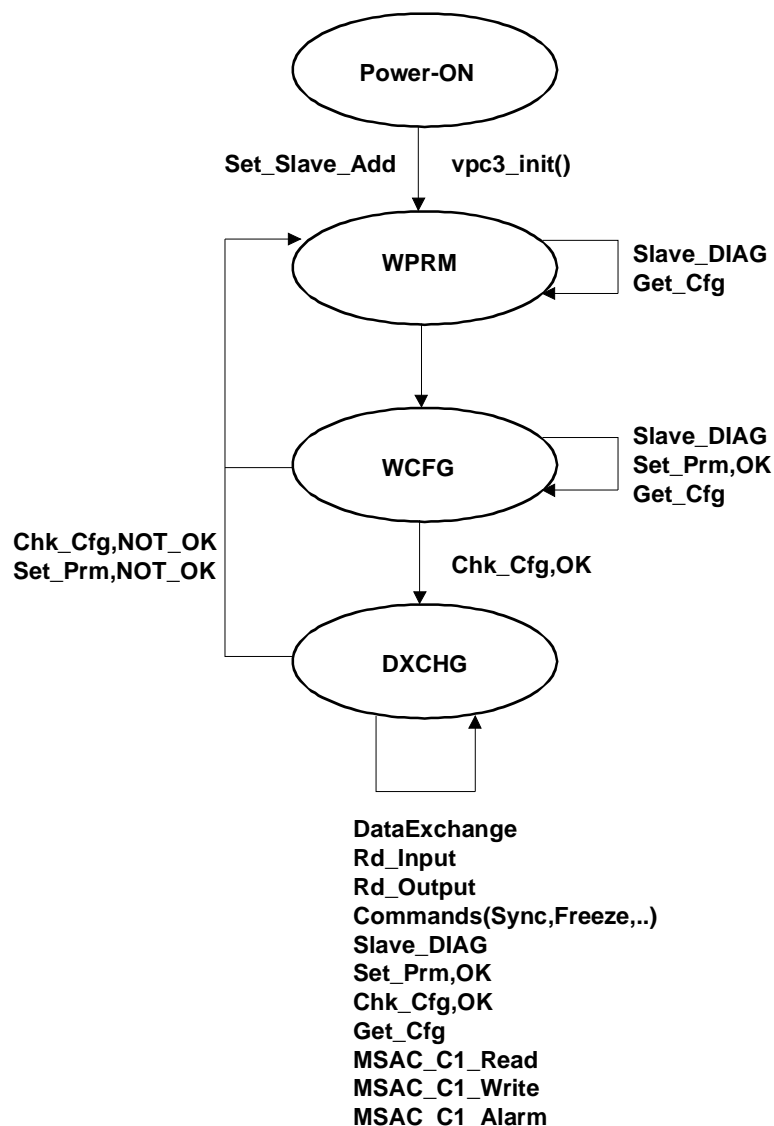 Power-ON
Set_Slave_Add vpc3_init()
WPRM
Slave_DIAG
Get_Cfg
WCFG
Slave_DIAG
Set_Prm,OK
Get_Cfg
Chk_Cfg,NOT_OK
Set_Prm,NOT_OK
Chk_Cfg,OK
DXCHG
DataExchange
Rd_Input
Rd_Output
Commands(Sync,Freeze,..)
Slave_DIAG
Set_Prm,OK
Chk_Cfg,OK
Get_Cfg
MSAC_C1_Read
MSAC_C1_Write
MSAC_C1_Alarm